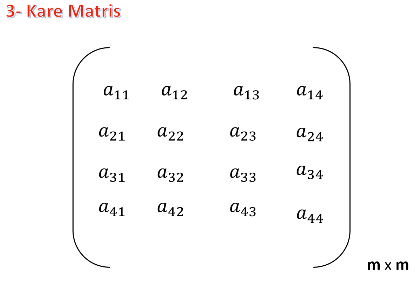 3- Kare Matris
a₁₁ a₁₂ a₁₃ a₁₄
a₂₁ a₂₂ a₂₃ a₂₄
a₃₁ a₃₂ a₃₃ a₃₄
a₄₁ a₄₂ a₄₃ a₄₄
m x m